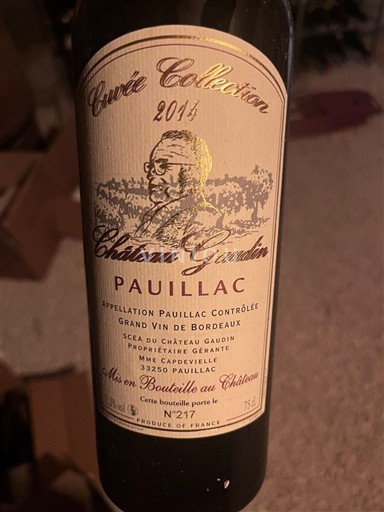 Cuvée Collection
2014
Château Gaudin
PAUILLAC
APPELLATION PAUILLAC CONTRÔLÉE
GRAND VIN DE BORDEAUX
SCEA DU CHÂTEAU GAUDIN
PROPRIÉTAIRE GÉRANTE
MME CAPDEVIELLE
33250 PAUILLAC
Mis en Bouteille au Château
Cette bouteille porte le
vol 75 cl
N°217
PRODUCE OF FRANCE